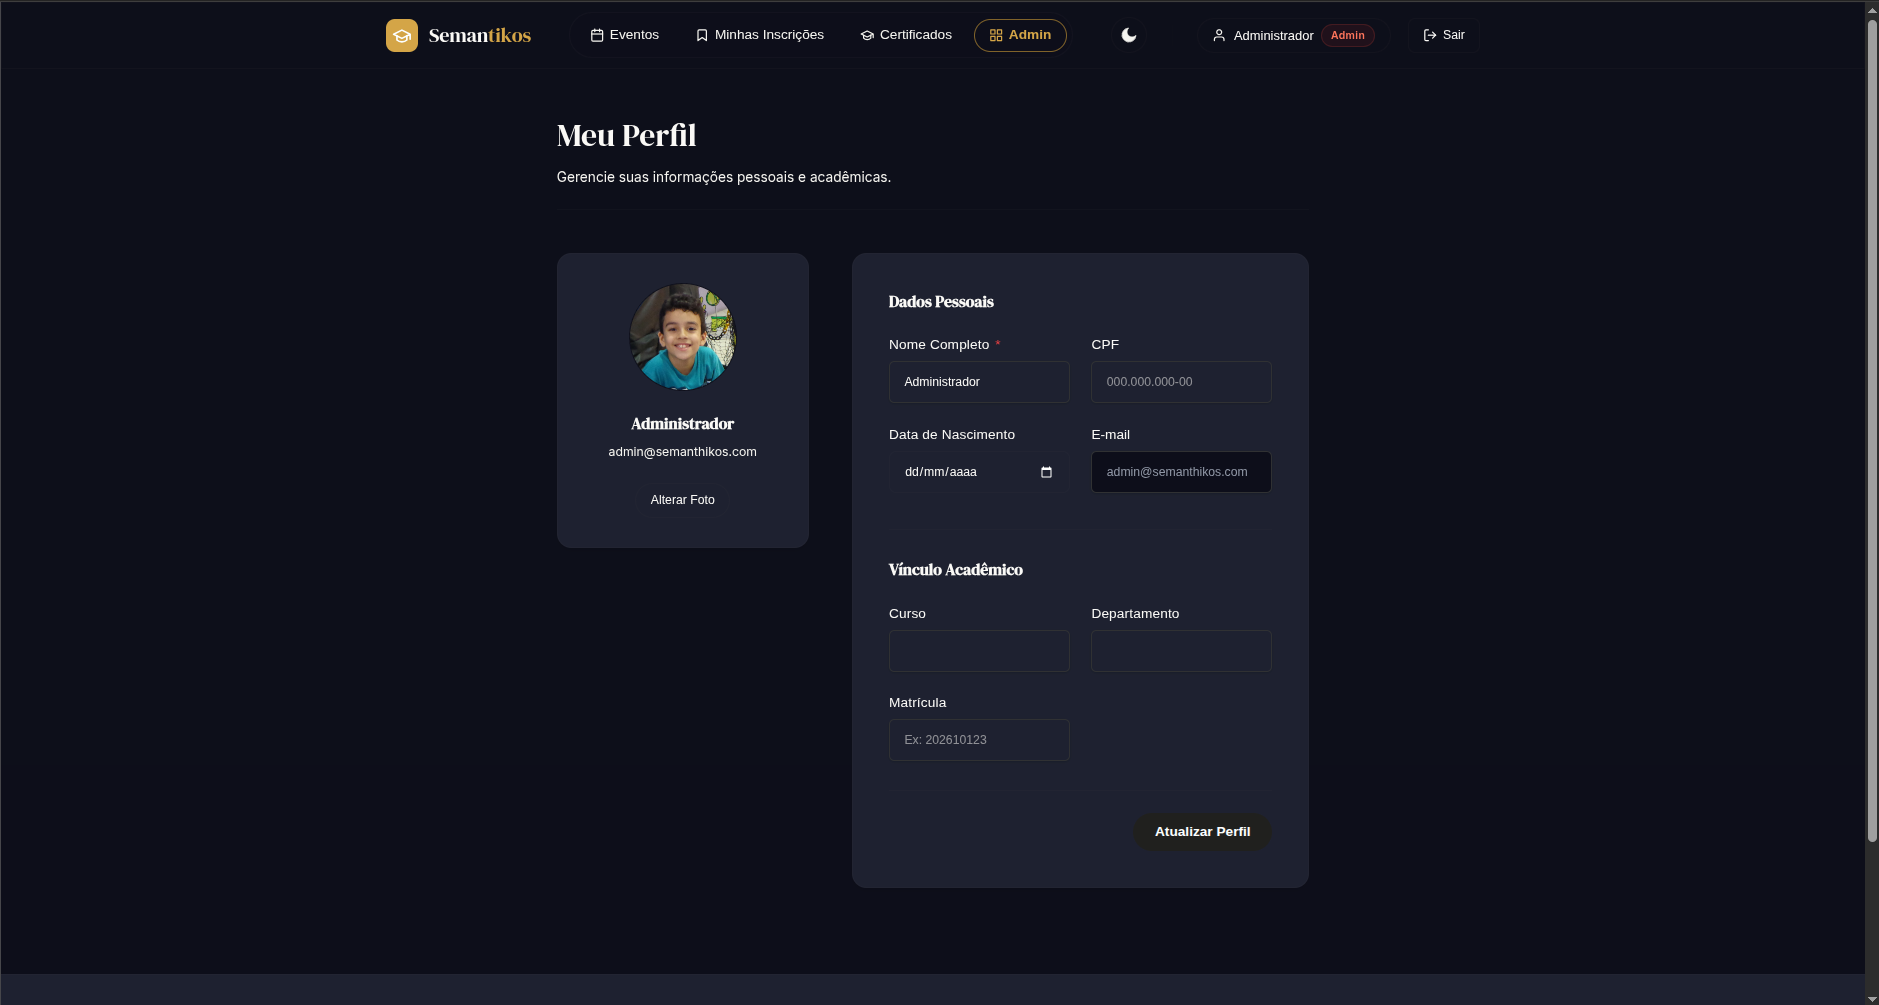 Semantikos
Eventos
Minhas Inscrições
Certificados
Admin
Administrador
Admin
Sair
Meu Perfil
Gerencie suas informações pessoais e acadêmicas.
Administrador
admin@semanthikos.com
Alterar Foto
Dados Pessoais
Nome Completo *
CPF
Administrador
000.000.000-00
Data de Nascimento
E-mail
dd/mm/aaaa
admin@semanthikos.com
Vínculo Acadêmico
Curso
Departamento
Matrícula
Ex: 202610123
Atualizar Perfil